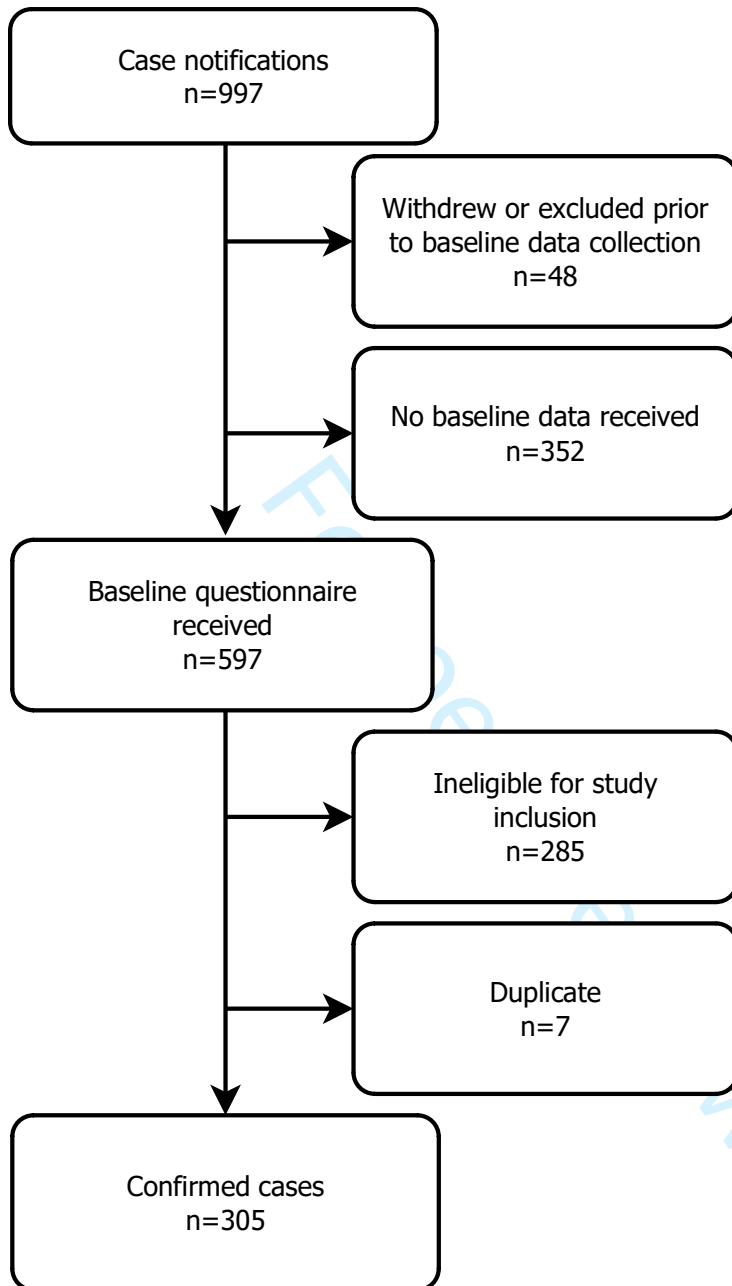 Case notifications
n=997
Withdrew or excluded prior
to baseline data collection
n=48
No baseline data received
n=352
Baseline questionnaire
received
n=597
Ineligible for study
inclusion
n=285
Duplicate
n=7
Confirmed cases
n=305